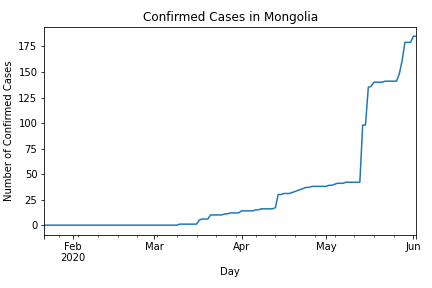 Confirmed Cases in Mongolia
Number of Confirmed Cases
175
150
125
100
75
50
25
0
Feb
2020
Mar
Apr
May
Jun
Day